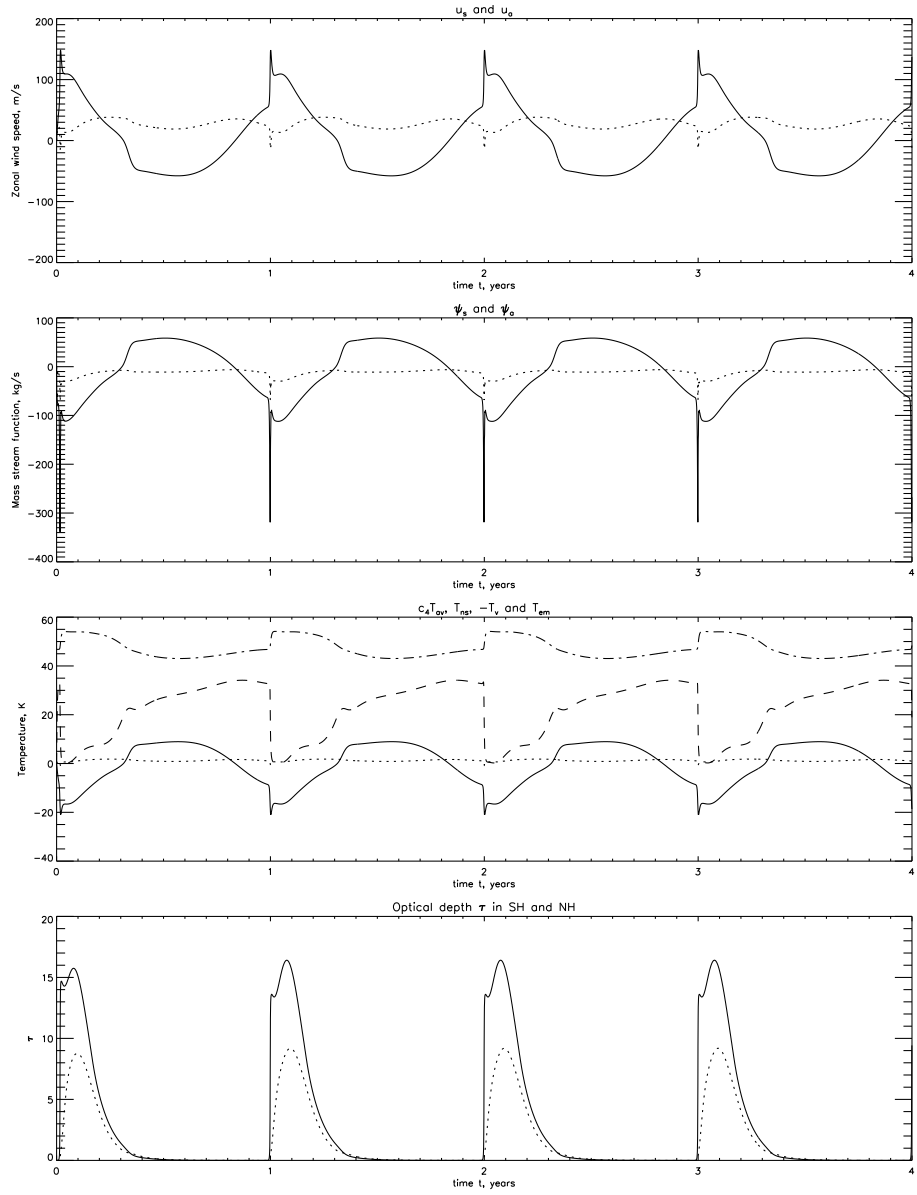 u_s and u_a
200
100
0
−100
−200
Zonal wind speed, m/s
0 1 2 3 4
time t, years
ψ_s and ψ_a
100
0
−100
−200
−300
−400
Mass stream function, kg/s
0 1 2 3 4
time t, years
c_4T_av, T_ns, −T_v and T_em
60
40
20
0
−20
−40
Temperature, K
0 1 2 3 4
time t, years
Optical depth τ in SH and NH
20
15
10
5
0
τ
0 1 2 3 4
time t, years